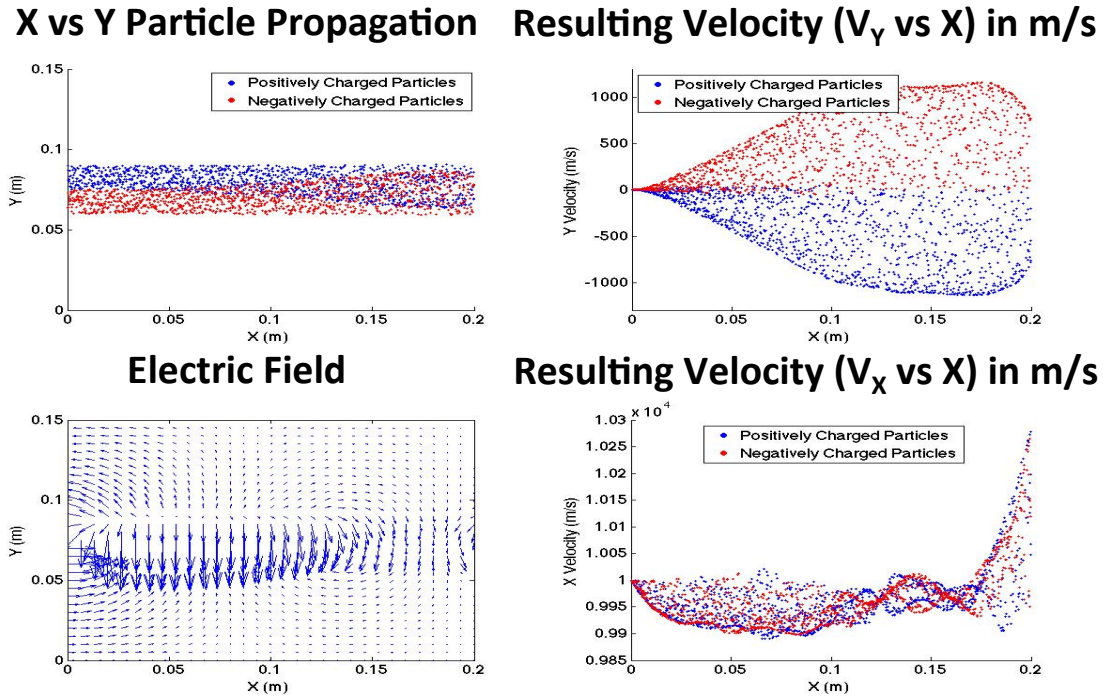 X vs Y Particle Propagation
0.15
0.1
0.05
0
Y (m)
Positively Charged Particles
Negatively Charged Particles
0
0.05
0.1
0.15
0.2
X (m)
Resulting Velocity (VY vs X) in m/s
1000
500
0
-500
-1000
Y Velocity (m/s)
Positively Charged Particles
Negatively Charged Particles
0
0.05
0.1
0.15
0.2
X (m)
Electric Field
0.15
0.1
0.05
0
Y (m)
0
0.05
0.1
0.15
0.2
X (m)
Resulting Velocity (VX vs X) in m/s
x 10^4
1.03
1.025
1.02
1.015
1.01
1.005
1
0.995
0.99
0.985
X Velocity (m/s)
Positively Charged Particles
Negatively Charged Particles
0
0.05
0.1
0.15
0.2
X (m)